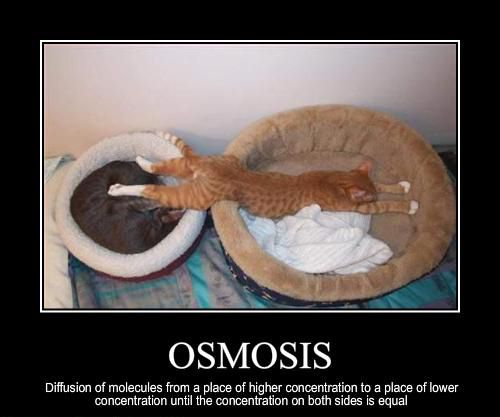 OSMOSIS
Diffusion of molecules from a place of higher concentration to a place of lower
concentration until the concentration on both sides is equal